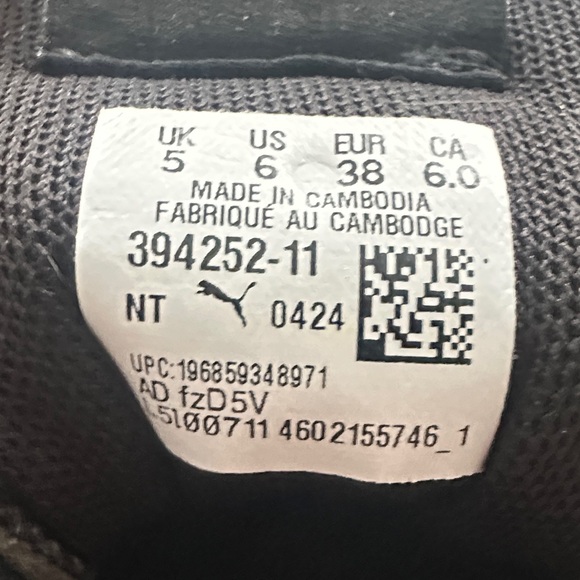 UK US EUR CA
5 6 38 6.0
MADE IN CAMBODIA
FABRIQUÉ AU CAMBODGE
394252-11
NT 0424
UPC:196859348971
AD fzD5V
5100711 4602155746_1